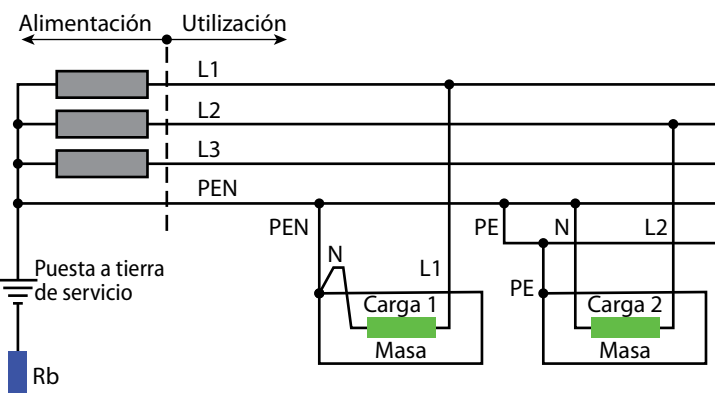 Alimentación Utilización
L1
L2
L3
PEN
PEN PE N L2
N L1
Puesta a tierra
de servicio
PE
Carga 1 Carga 2
Masa Masa
Rb